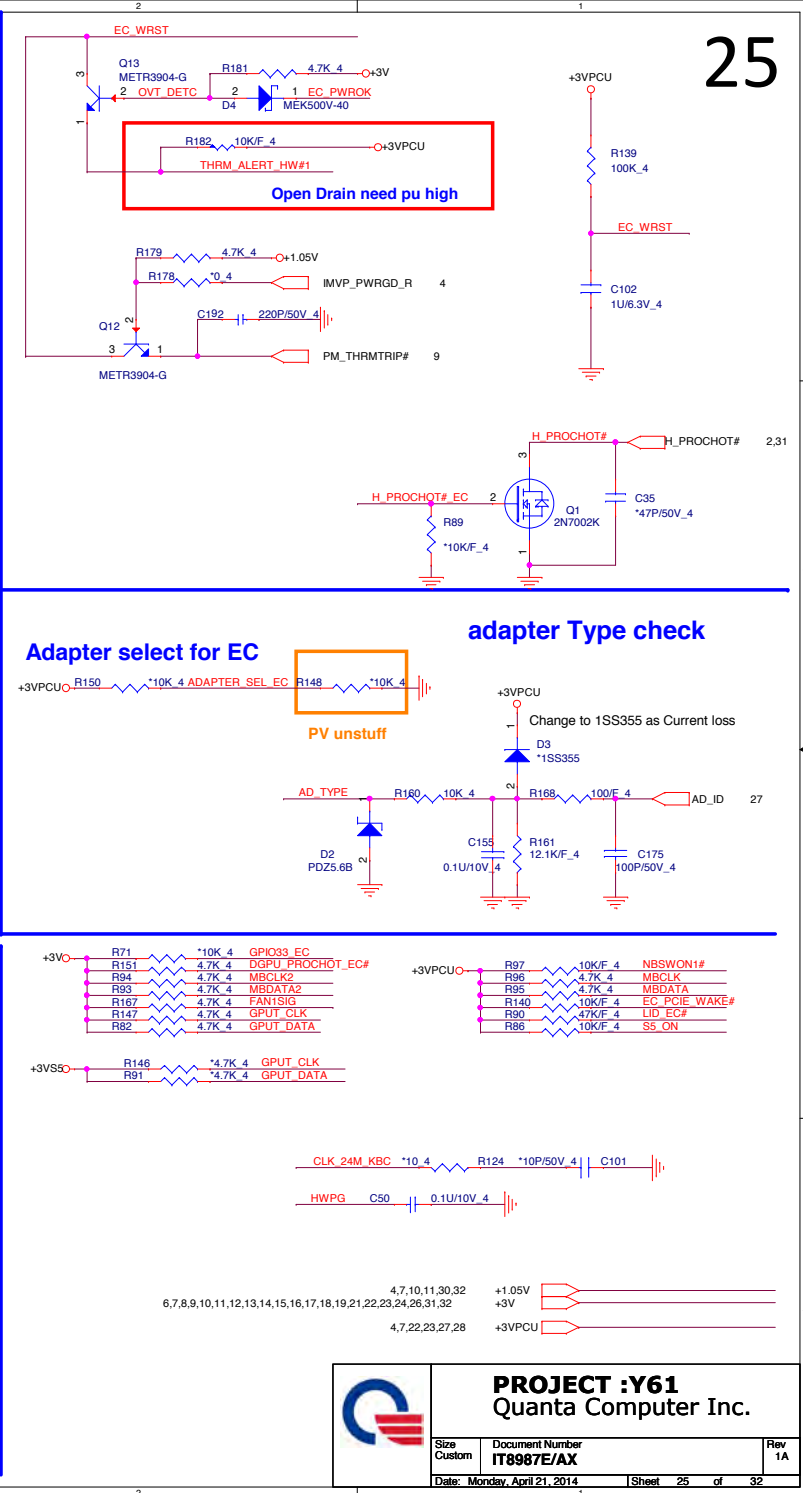 2
1
25
EC_WRST
Q13
METR3904-G
3
2
OVT_DETC
R181
4.7K_4
+3V
2
D4
1
EC_PWROK
MEK500V-40
1
R182
10K/F_4
+3VPCU
THRM_ALERT_HW#1
Open Drain need pu high
+3VPCU
R139
100K_4
EC_WRST
C102
1U/6.3V_4
R179
4.7K_4
+1.05V
R178
*0_4
IMVP_PWRGD_R
4
Q12
2
C192
220P/50V_4
3
1
PM_THRMTRIP#
9
METR3904-G
H_PROCHOT#
H_PROCHOT#
2,31
3
H_PROCHOT#_EC
2
Q1
2N7002K
C35
*47P/50V_4
R89
*10K/F_4
1
Adapter select for EC
adapter Type check
+3VPCU
R150
*10K_4
ADAPTER_SEL_EC
R148
*10K_4
PV unstuff
+3VPCU
1
Change to 1SS355 as Current loss
D3
*1SS355
2
AD_TYPE
1
R160
10K_4
R168
100/F_4
AD_ID
27
D2
PDZ5.6B
2
C155
0.1U/10V_4
R161
12.1K/F_4
C175
100P/50V_4
+3V
R71 *10K_4 GPIO33_EC
R151 4.7K_4 DGPU_PROCHOT_EC#
R94 4.7K_4 MBCLK2
R93 4.7K_4 MBDATA2
R167 4.7K_4 FAN1SIG
R147 4.7K_4 GPUT_CLK
R82 4.7K_4 GPUT_DATA
+3VPCU
R97 10K/F_4 NBSWON1#
R96 4.7K_4 MBCLK
R95 4.7K_4 MBDATA
R140 10K/F_4 EC_PCIE_WAKE#
R90 47K/F_4 LID_EC#
R86 10K/F_4 S5_ON
+3VS5
R146 *4.7K_4 GPUT_CLK
R91 *4.7K_4 GPUT_DATA
CLK_24M_KBC *10_4 R124 *10P/50V_4 C101
HWPG C50 0.1U/10V_4
4,7,10,11,30,32 +1.05V
6,7,8,9,10,11,12,13,14,15,16,17,18,19,21,22,23,24,26,31,32 +3V
4,7,22,23,27,28 +3VPCU
PROJECT :Y61
Quanta Computer Inc.
Size
Custom
Document Number
IT8987E/AX
Rev
1A
Date: Monday, April 21, 2014
Sheet 25 of 32